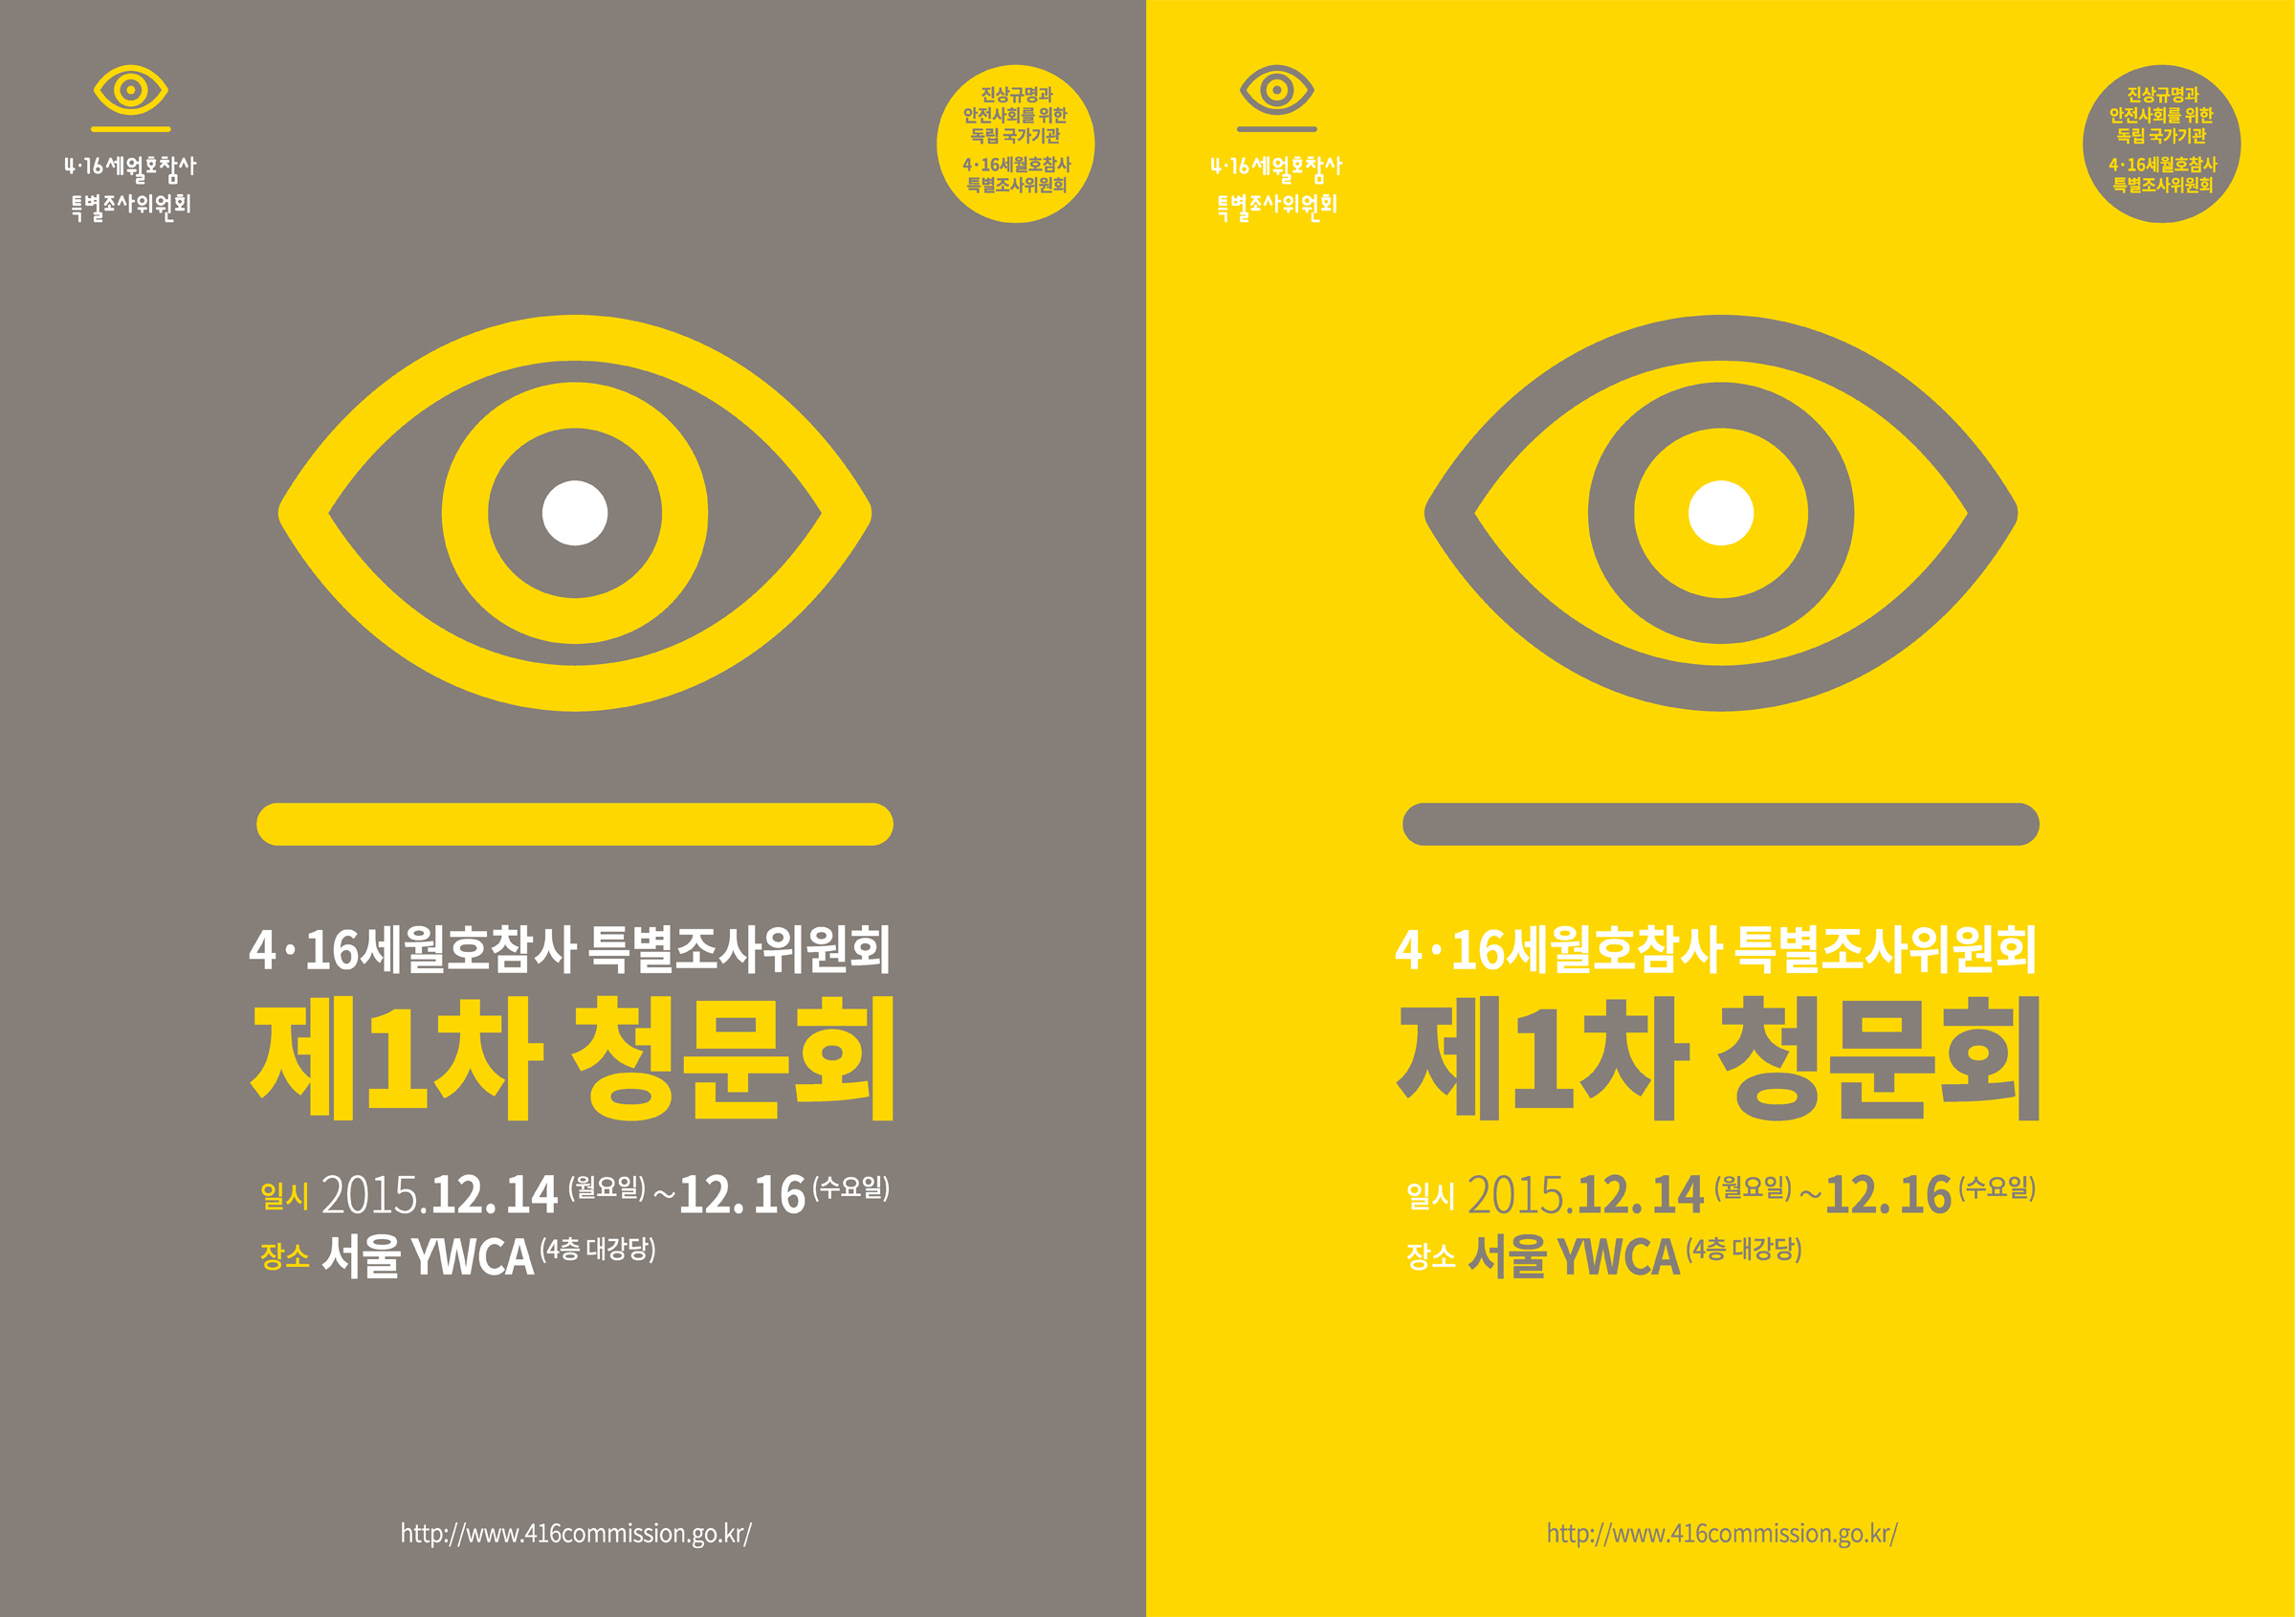 4·16세월호참사
특별조사위원회
진상규명과
안전사회를 위한
독립 국가기관
4·16세월호참사
특별조사위원회
4·16세월호참사 특별조사위원회
제1차 청문회
일시 2015.12. 14 (월요일) ~12. 16 (수요일)
장소 서울 YWCA (4층 대강당)
http://www.416commission.go.kr/
4·16세월호참사
특별조사위원회
진상규명과
안전사회를 위한
독립 국가기관
4·16세월호참사
특별조사위원회
4·16세월호참사 특별조사위원회
제1차 청문회
일시 2015.12. 14 (월요일) ~12. 16 (수요일)
장소 서울 YWCA (4층 대강당)
http://www.416commission.go.kr/